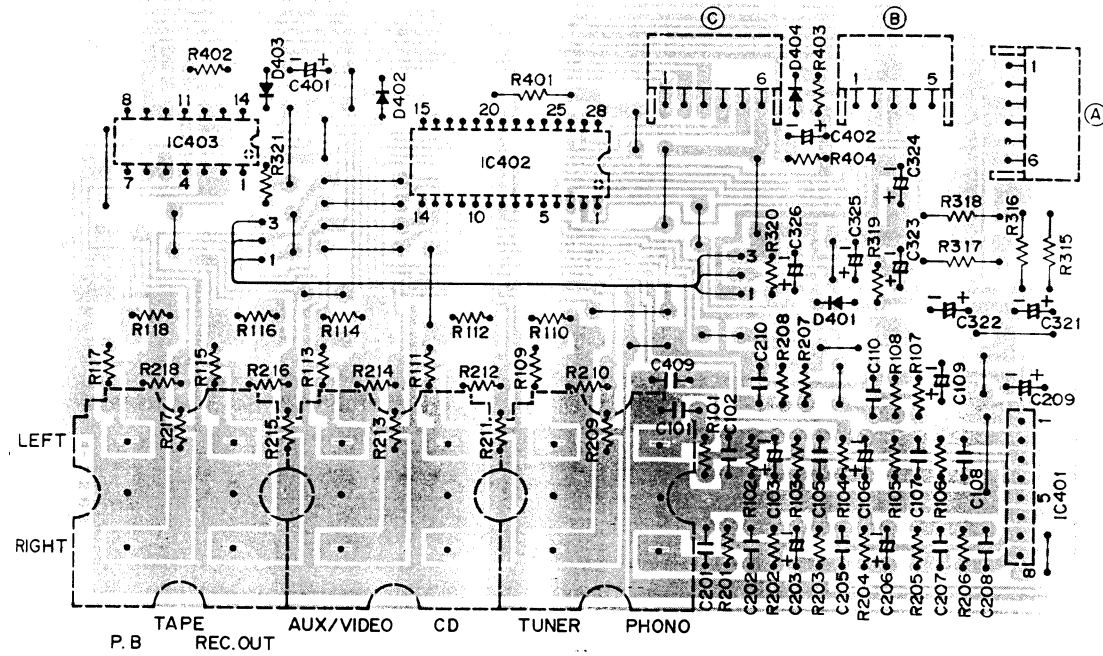 C B
R402 D403 C401 D402 R401 D404 R403
- + 1 6 1 5 1
8 11 14 15 20 28 A
IC403 R321 IC402 - + C402 C324
7 4 1 R404 - + 6
14 10 5 1
3 R318 R316
1 R320 C326 C325 R319 C323 R317 R315
3
1
D401 - + C322 - + C321
R118 R116 R114 R112 R110
R117 R115 R113 R111 R109 C210 R208 R207 C110 R108 R107 C109
R218 R216 R214 R212 R210 C409 - + C209
R217 R215 R213 R211 R209 C101 R101 C102
LEFT 1
R102 C103 R103 C105 R104 C106 R105 C107 R106 C108 5 IC401
RIGHT 8
C201 R201 C202 R202 C203 R203 C205 R204 C206 R205 C207 R206 C208
TAPE AUX/VIDEO CD TUNER PHONO
P.B REC.OUT